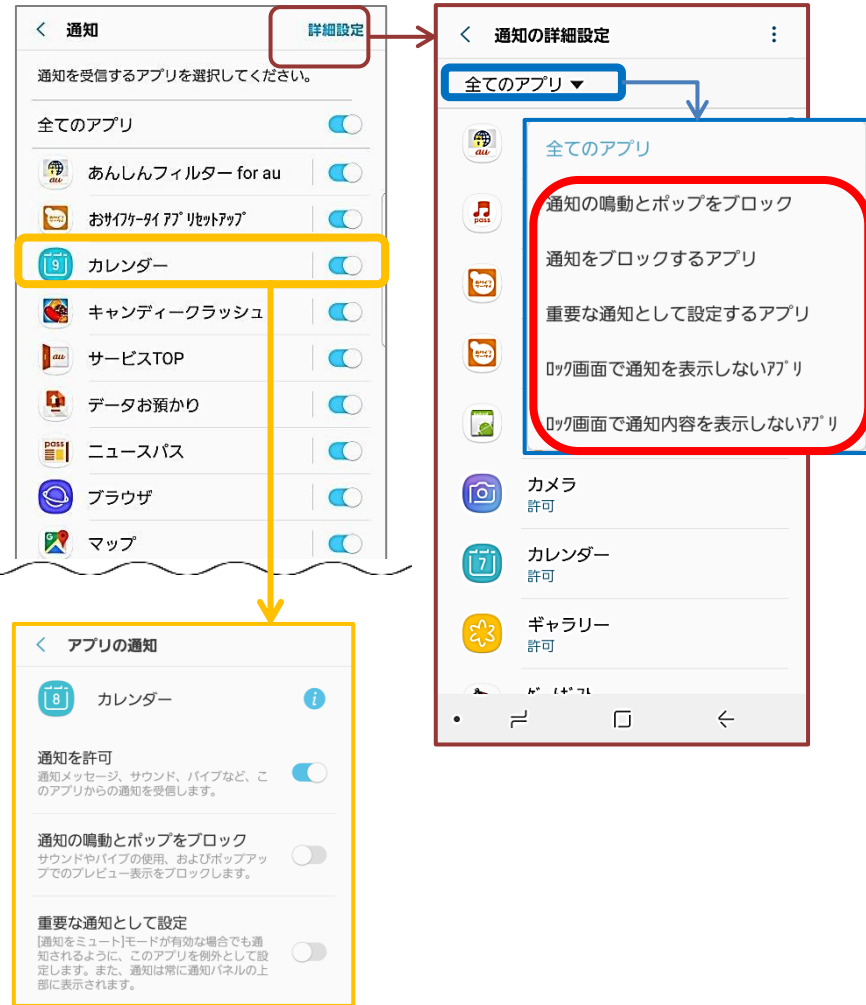 通知
詳細設定
通知を受信するアプリを選択してください。
全てのアプリ
あんしんフィルター for au
おサイフケータイ アプリセットアップ
9
カレンダー
キャンディークラッシュ
au
サービスTOP
データお預かり
pass
ニュースパス
ブラウザ
マップ
アプリの通知
8
カレンダー
i
通知を許可
通知メッセージ、サウンド、バイブなど、こ
のアプリからの通知を受信します。
通知の鳴動とポップをブロック
サウンドやバイブの使用、およびポップアッ
プでのプレビュー表示をブロックします。
重要な通知として設定
[通知をミュート]モードが有効な場合でも通
知されるように、このアプリを例外として設
定します。また、通知は常に通知パネルの上
部に表示されます。
通知の詳細設定
全てのアプリ ▼
au
pass
全てのアプリ
通知の鳴動とポップをブロック
通知をブロックするアプリ
重要な通知として設定するアプリ
ロック画面で通知を表示しないアプリ
ロック画面で通知内容を表示しないアプリ
カメラ
許可
7
カレンダー
許可
ギャラリー
許可